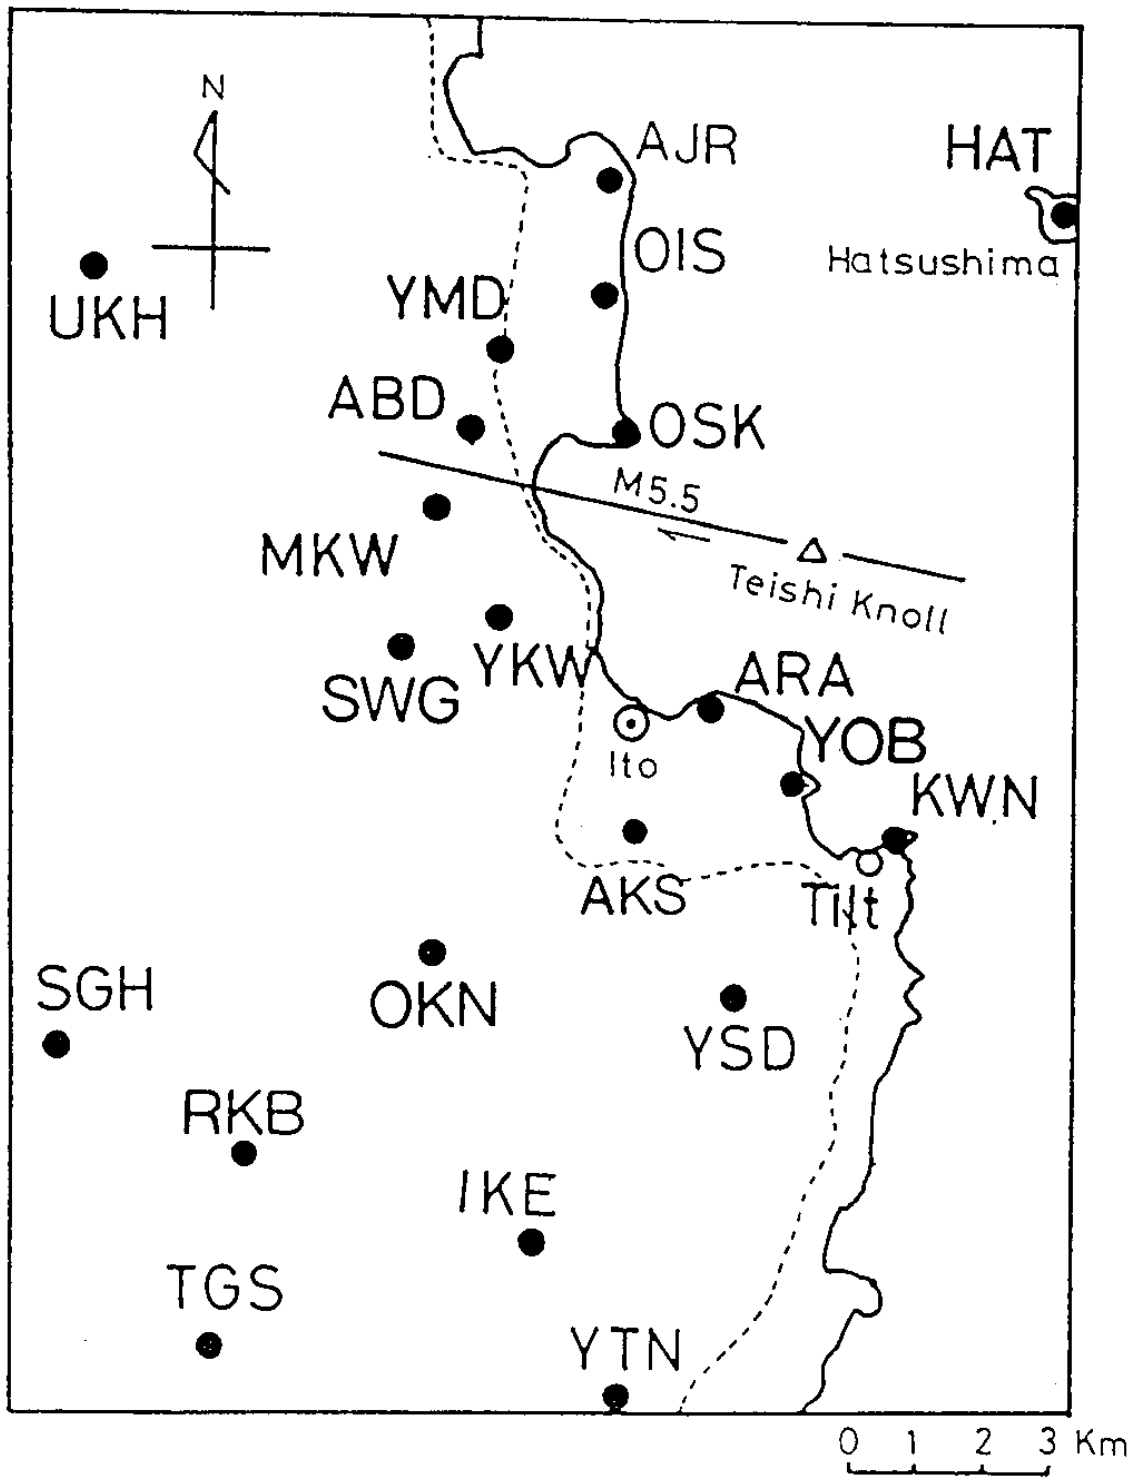 N
AJR
HAT
OIS
Hatsushima
YMD
UKH
ABD
OSK
M5.5
MKW
Teishi Knoll
YKW
ARA
SWG
YOB
Ito
KWN
AKS
Tilt
SGH
OKN
YSD
RKB
IKE
TGS
YTN
0 1 2 3 Km